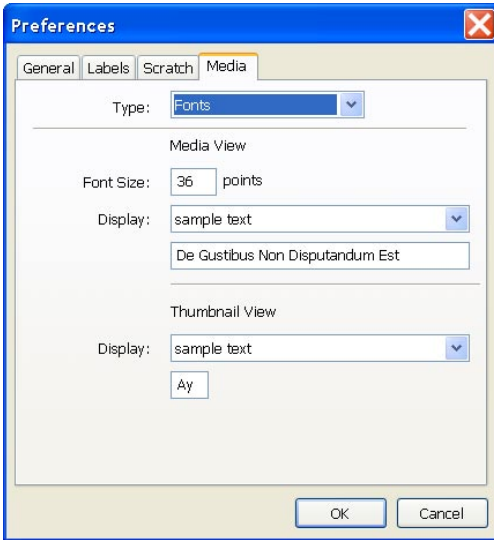 Preferences
General Labels Scratch Media
Type: Fonts
Media View
Font Size: 36 points
Display: sample text
De Gustibus Non Disputandum Est
Thumbnail View
Display: sample text
Ay
OK Cancel